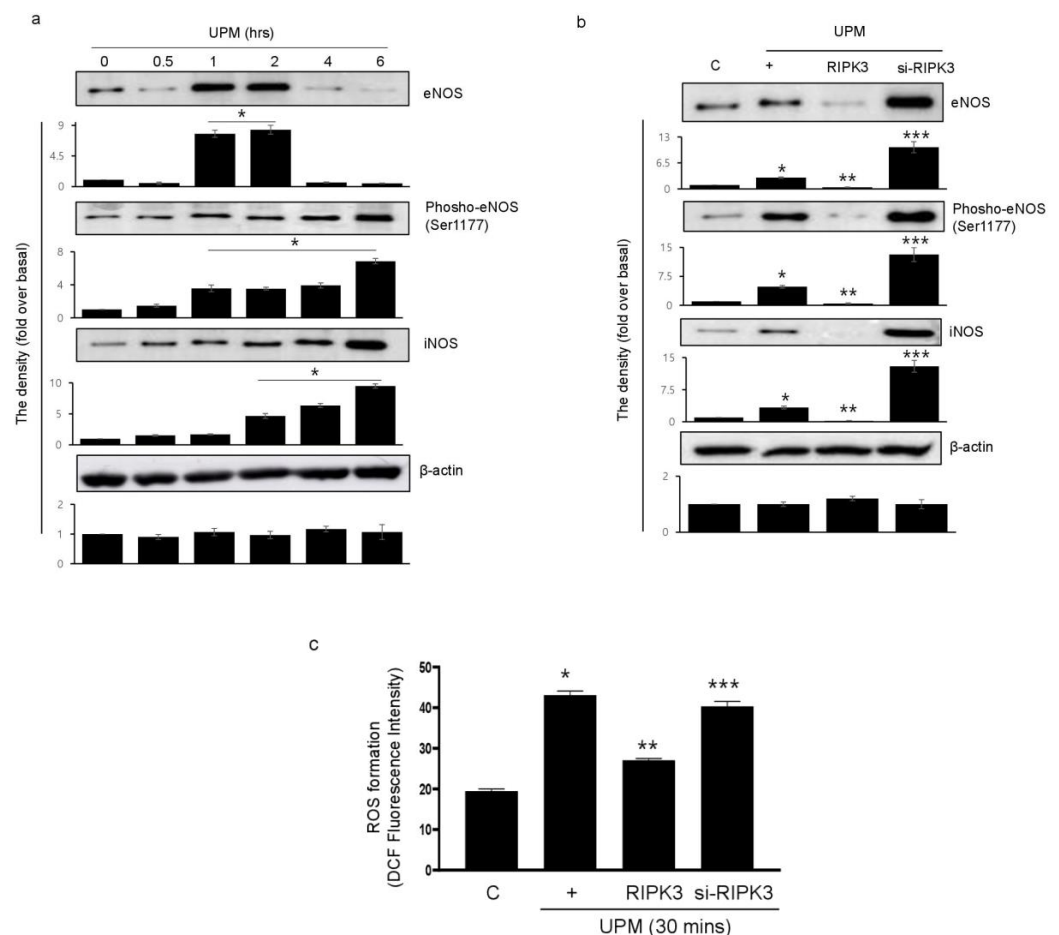 a
UPM (hrs)
0 0.5 1 2 4 6
eNOS
9
4.5
0
*
Phosho-eNOS
(Ser1177)
8
4
0
*
iNOS
10
5
0
*
β-actin
2
1
0
The density (fold over basal)
b
UPM
C + RIPK3 si-RIPK3
eNOS
13
6.5
0
* ** ***
Phosho-eNOS
(Ser1177)
15
7.5
0
* ** ***
iNOS
15
7.5
0
* ** ***
β-actin
2
0
The density (fold over basal)
c
ROS formation
(DCF Fluorescence Intensity)
50
40
30
20
10
0
* ** ***
C + RIPK3 si-RIPK3
UPM (30 mins)